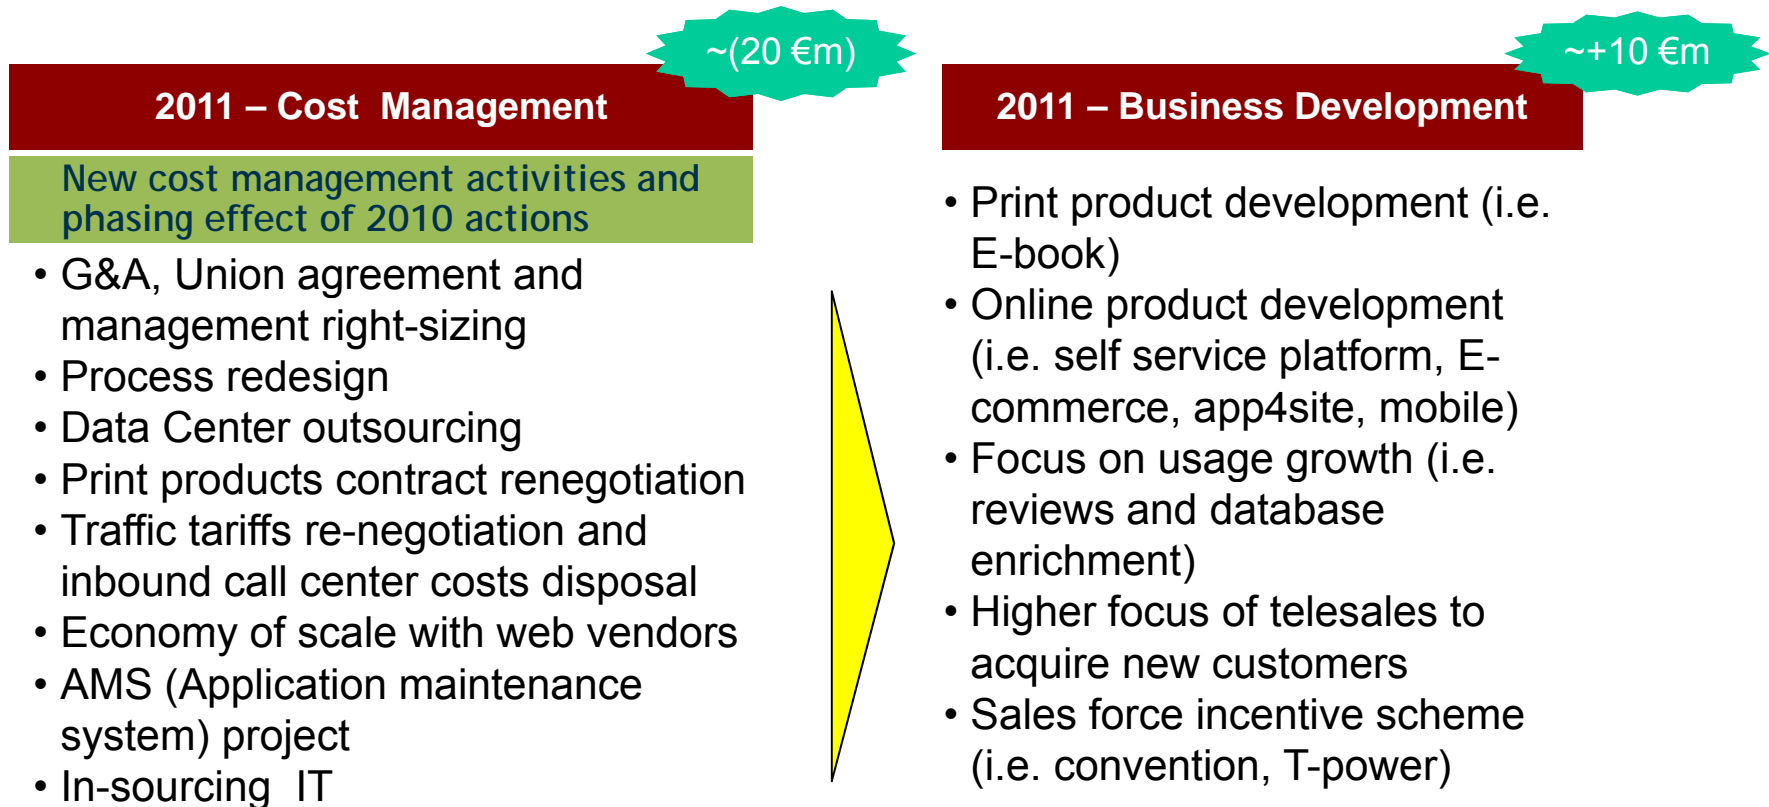 ~(20 €m)
2011 – Cost  Management
New cost management activities and
phasing effect of 2010 actions
• G&A, Union agreement and
management right-sizing
• Process redesign
• Data Center outsourcing
• Print products contract renegotiation
• Traffic tariffs re-negotiation and
inbound call center costs disposal
• Economy of scale with web vendors
• AMS (Application maintenance
system) project
• In-sourcing  IT
~+10 €m
2011 – Business Development
• Print product development (i.e.
E-book)
• Online product development
(i.e. self service platform, E-
commerce, app4site, mobile)
• Focus on usage growth (i.e.
reviews and database
enrichment)
• Higher focus of telesales to
acquire new customers
• Sales force incentive scheme
(i.e. convention, T-power)